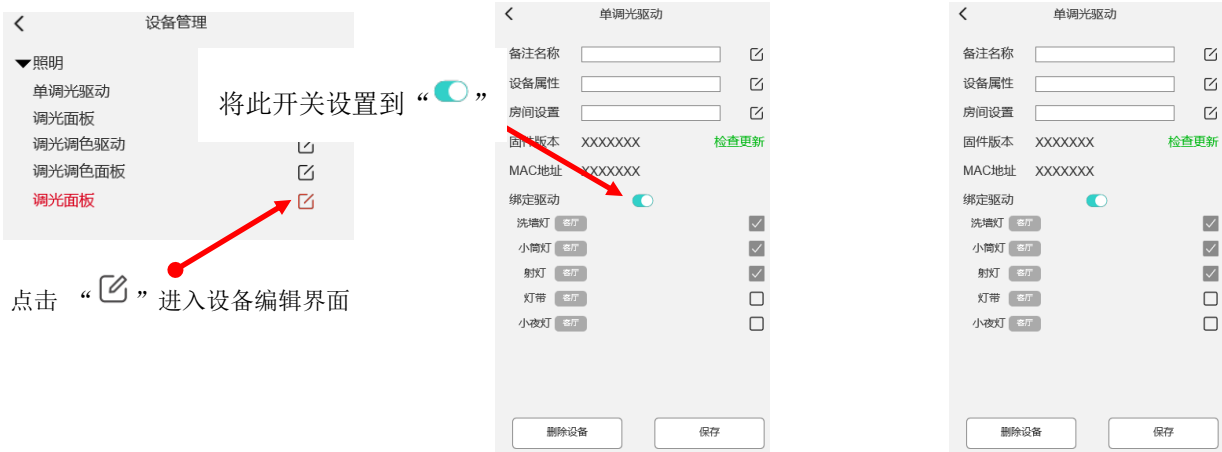 设备管理
▼照明
单调光驱动
调光面板
调光调色驱动
调光调色面板
调光面板
点击 “ ”进入设备编辑界面
将此开关设置到“ ”
单调光驱动
备注名称
设备属性
房间设置
固件版本 XXXXXXX 检查更新
MAC地址 XXXXXXX
绑定驱动
洗墙灯 客厅
小筒灯 客厅
射灯 客厅
灯带 客厅
小夜灯 客厅
删除设备 保存
单调光驱动
备注名称
设备属性
房间设置
固件版本 XXXXXXX 检查更新
MAC地址 XXXXXXX
绑定驱动
洗墙灯 客厅
小筒灯 客厅
射灯 客厅
灯带 客厅
小夜灯 客厅
删除设备 保存